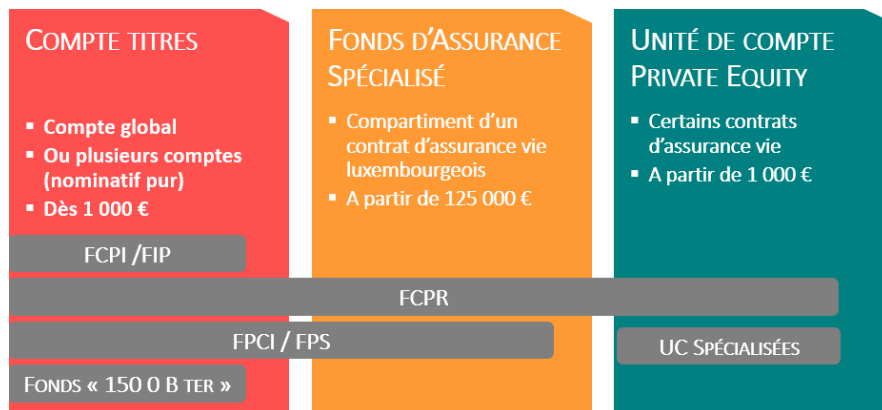 COMPTE TITRES
▪ Compte global
▪ Ou plusieurs comptes
(nominatif pur)
▪ Dès 1 000 €
FONDS D'ASSURANCE
SPÉCIALISÉ
▪ Compartiment d'un
contrat d'assurance vie
luxembourgeois
▪ A partir de 125 000 €
UNITÉ DE COMPTE
PRIVATE EQUITY
▪ Certains contrats
d'assurance vie
▪ A partir de 1 000 €
FCPI /FIP
FCPR
FPCI / FPS
UC SPÉCIALISÉES
FONDS « 150 0 B TER »